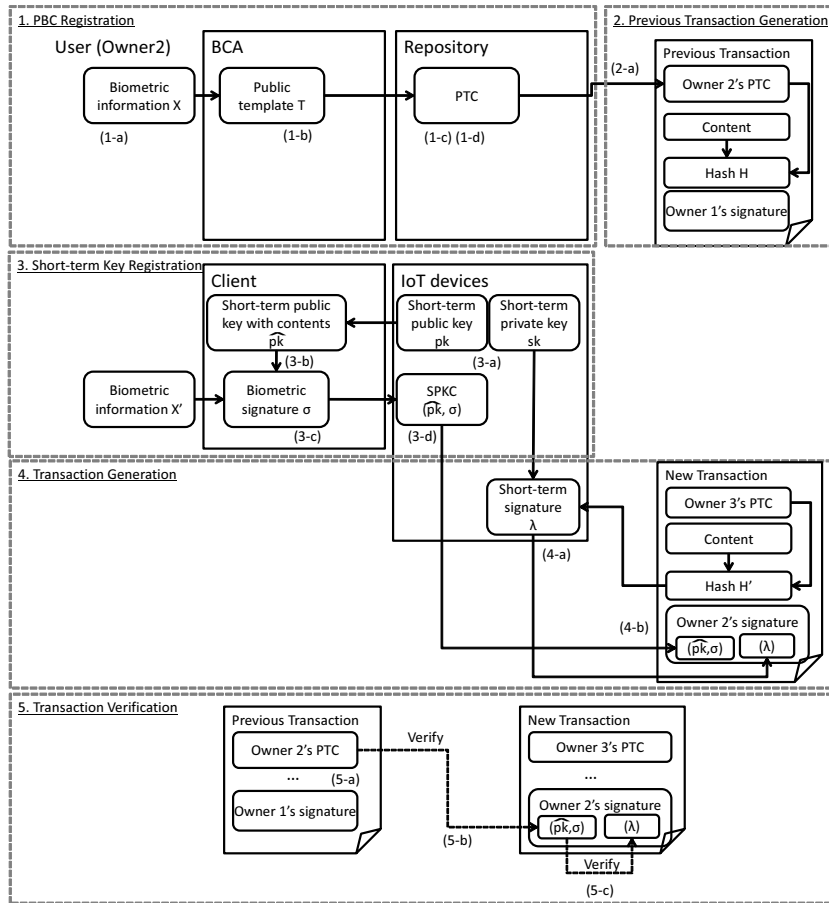 1. PBC Registration
User (Owner2)
BCA
Repository
Biometric
information X
Public
template T
PTC
(1-a)
(1-b)
(1-c) (1-d)
2. Previous Transaction Generation
Previous Transaction
(2-a)
Owner 2's PTC
Content
Hash H
Owner 1's signature
3. Short-term Key Registration
Client
IoT devices
Short-term public
key with contents
p̂k
Short-term
public key
pk
Short-term
private key
sk
(3-b)
(3-a)
Biometric
information X'
Biometric
signature σ
SPKC
(p̂k, σ)
(3-c)
(3-d)
4. Transaction Generation
New Transaction
Owner 3's PTC
Short-term
signature
λ
Content
(4-a)
Hash H'
(4-b)
Owner 2's signature
(p̂k,σ)
(λ)
5. Transaction Verification
Previous Transaction
New Transaction
Owner 2's PTC
Verify
Owner 3's PTC
...
(5-a)
...
Owner 1's signature
Owner 2's signature
(p̂k,σ)
(λ)
(5-b)
Verify
(5-c)